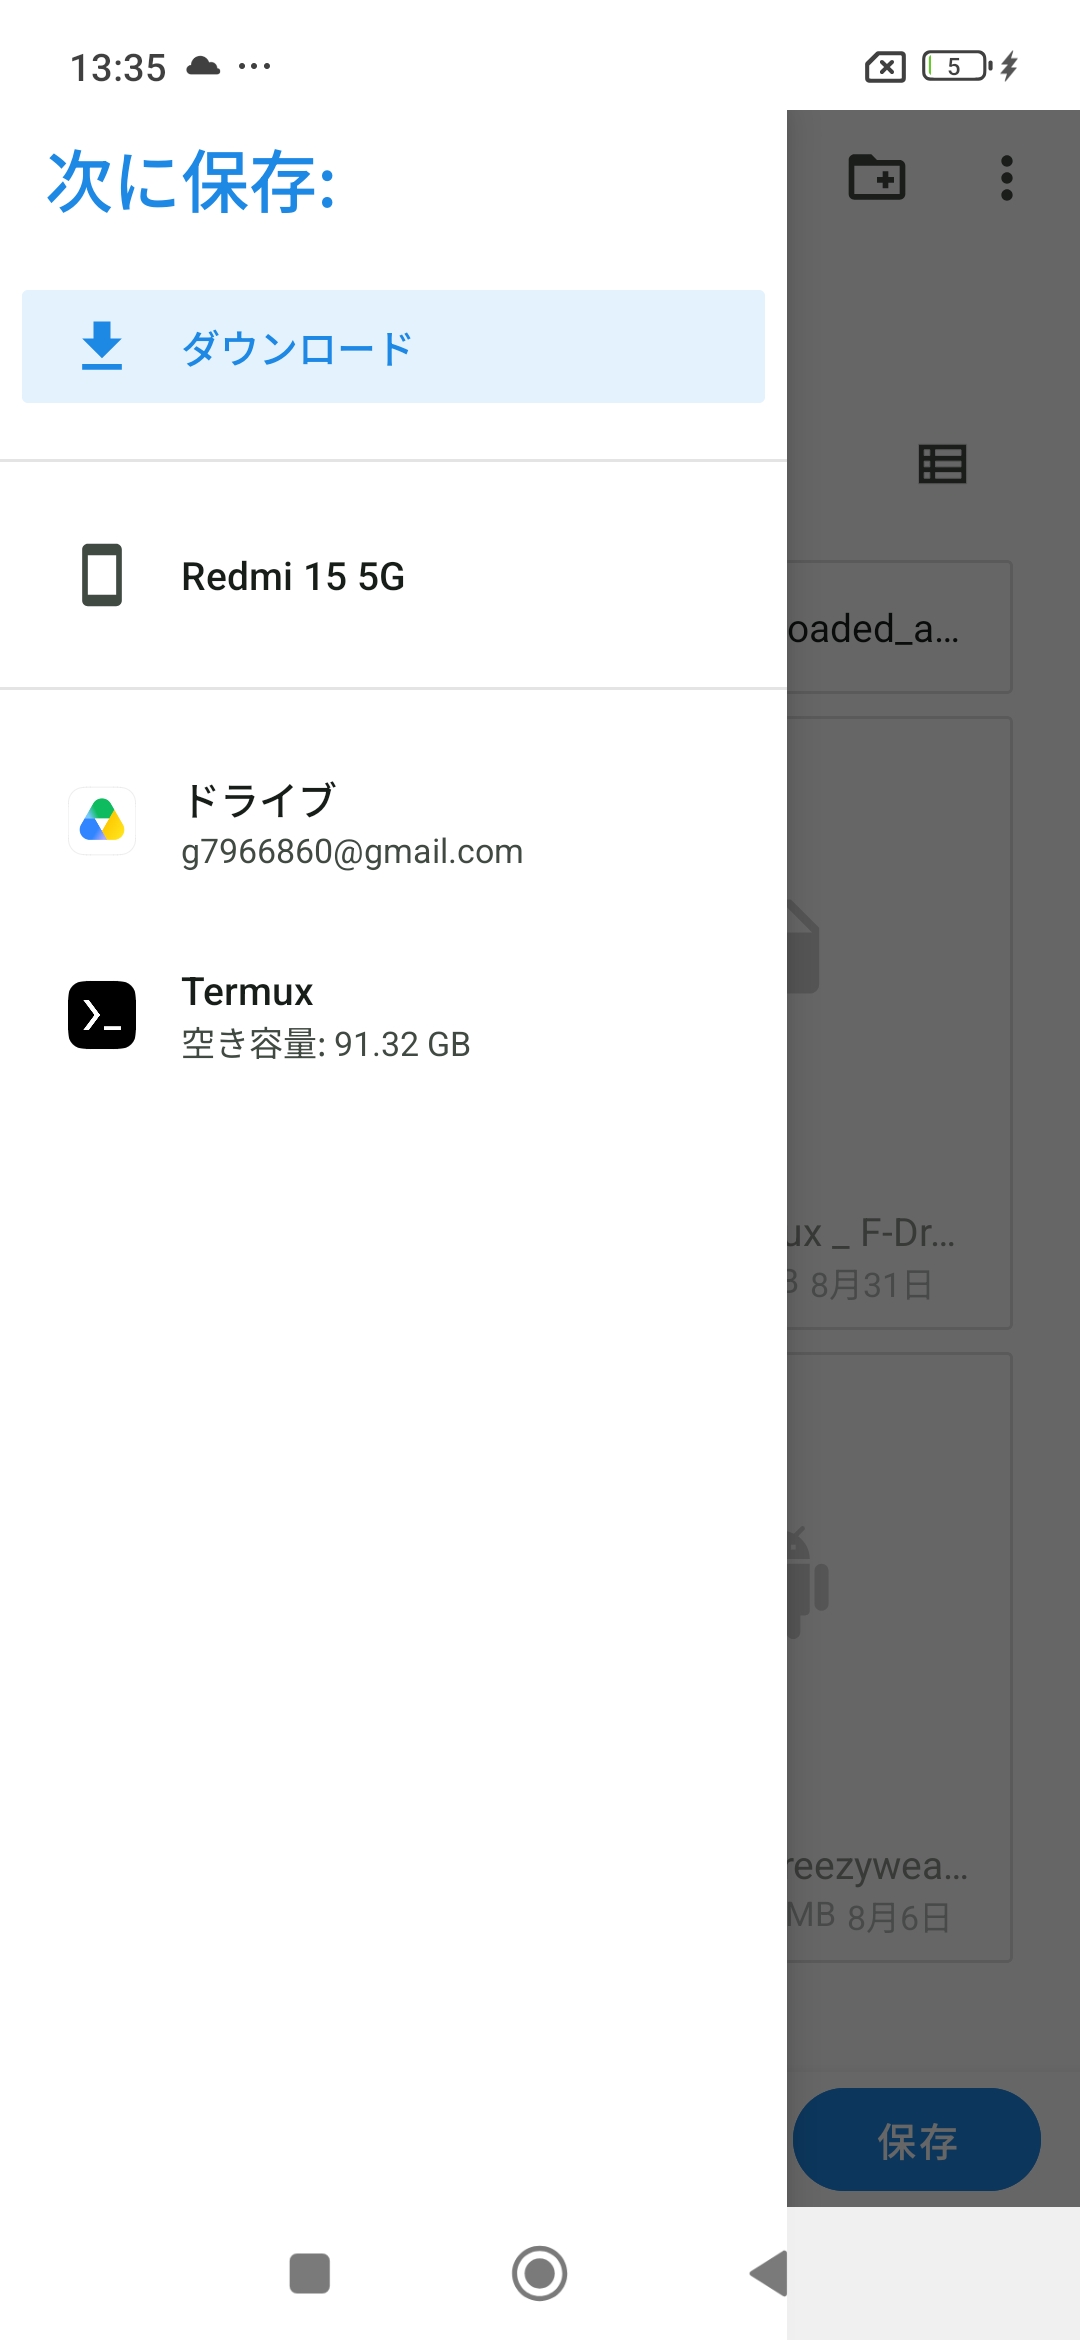 13:35
5
次に保存:
ダウンロード
Redmi 15 5G
oaded_a…
ドライブ
g7966860@gmail.com
Termux
空き容量: 91.32 GB
ux _ F-Dr…
B 8月31日
reezywea…
MB 8月6日
保存